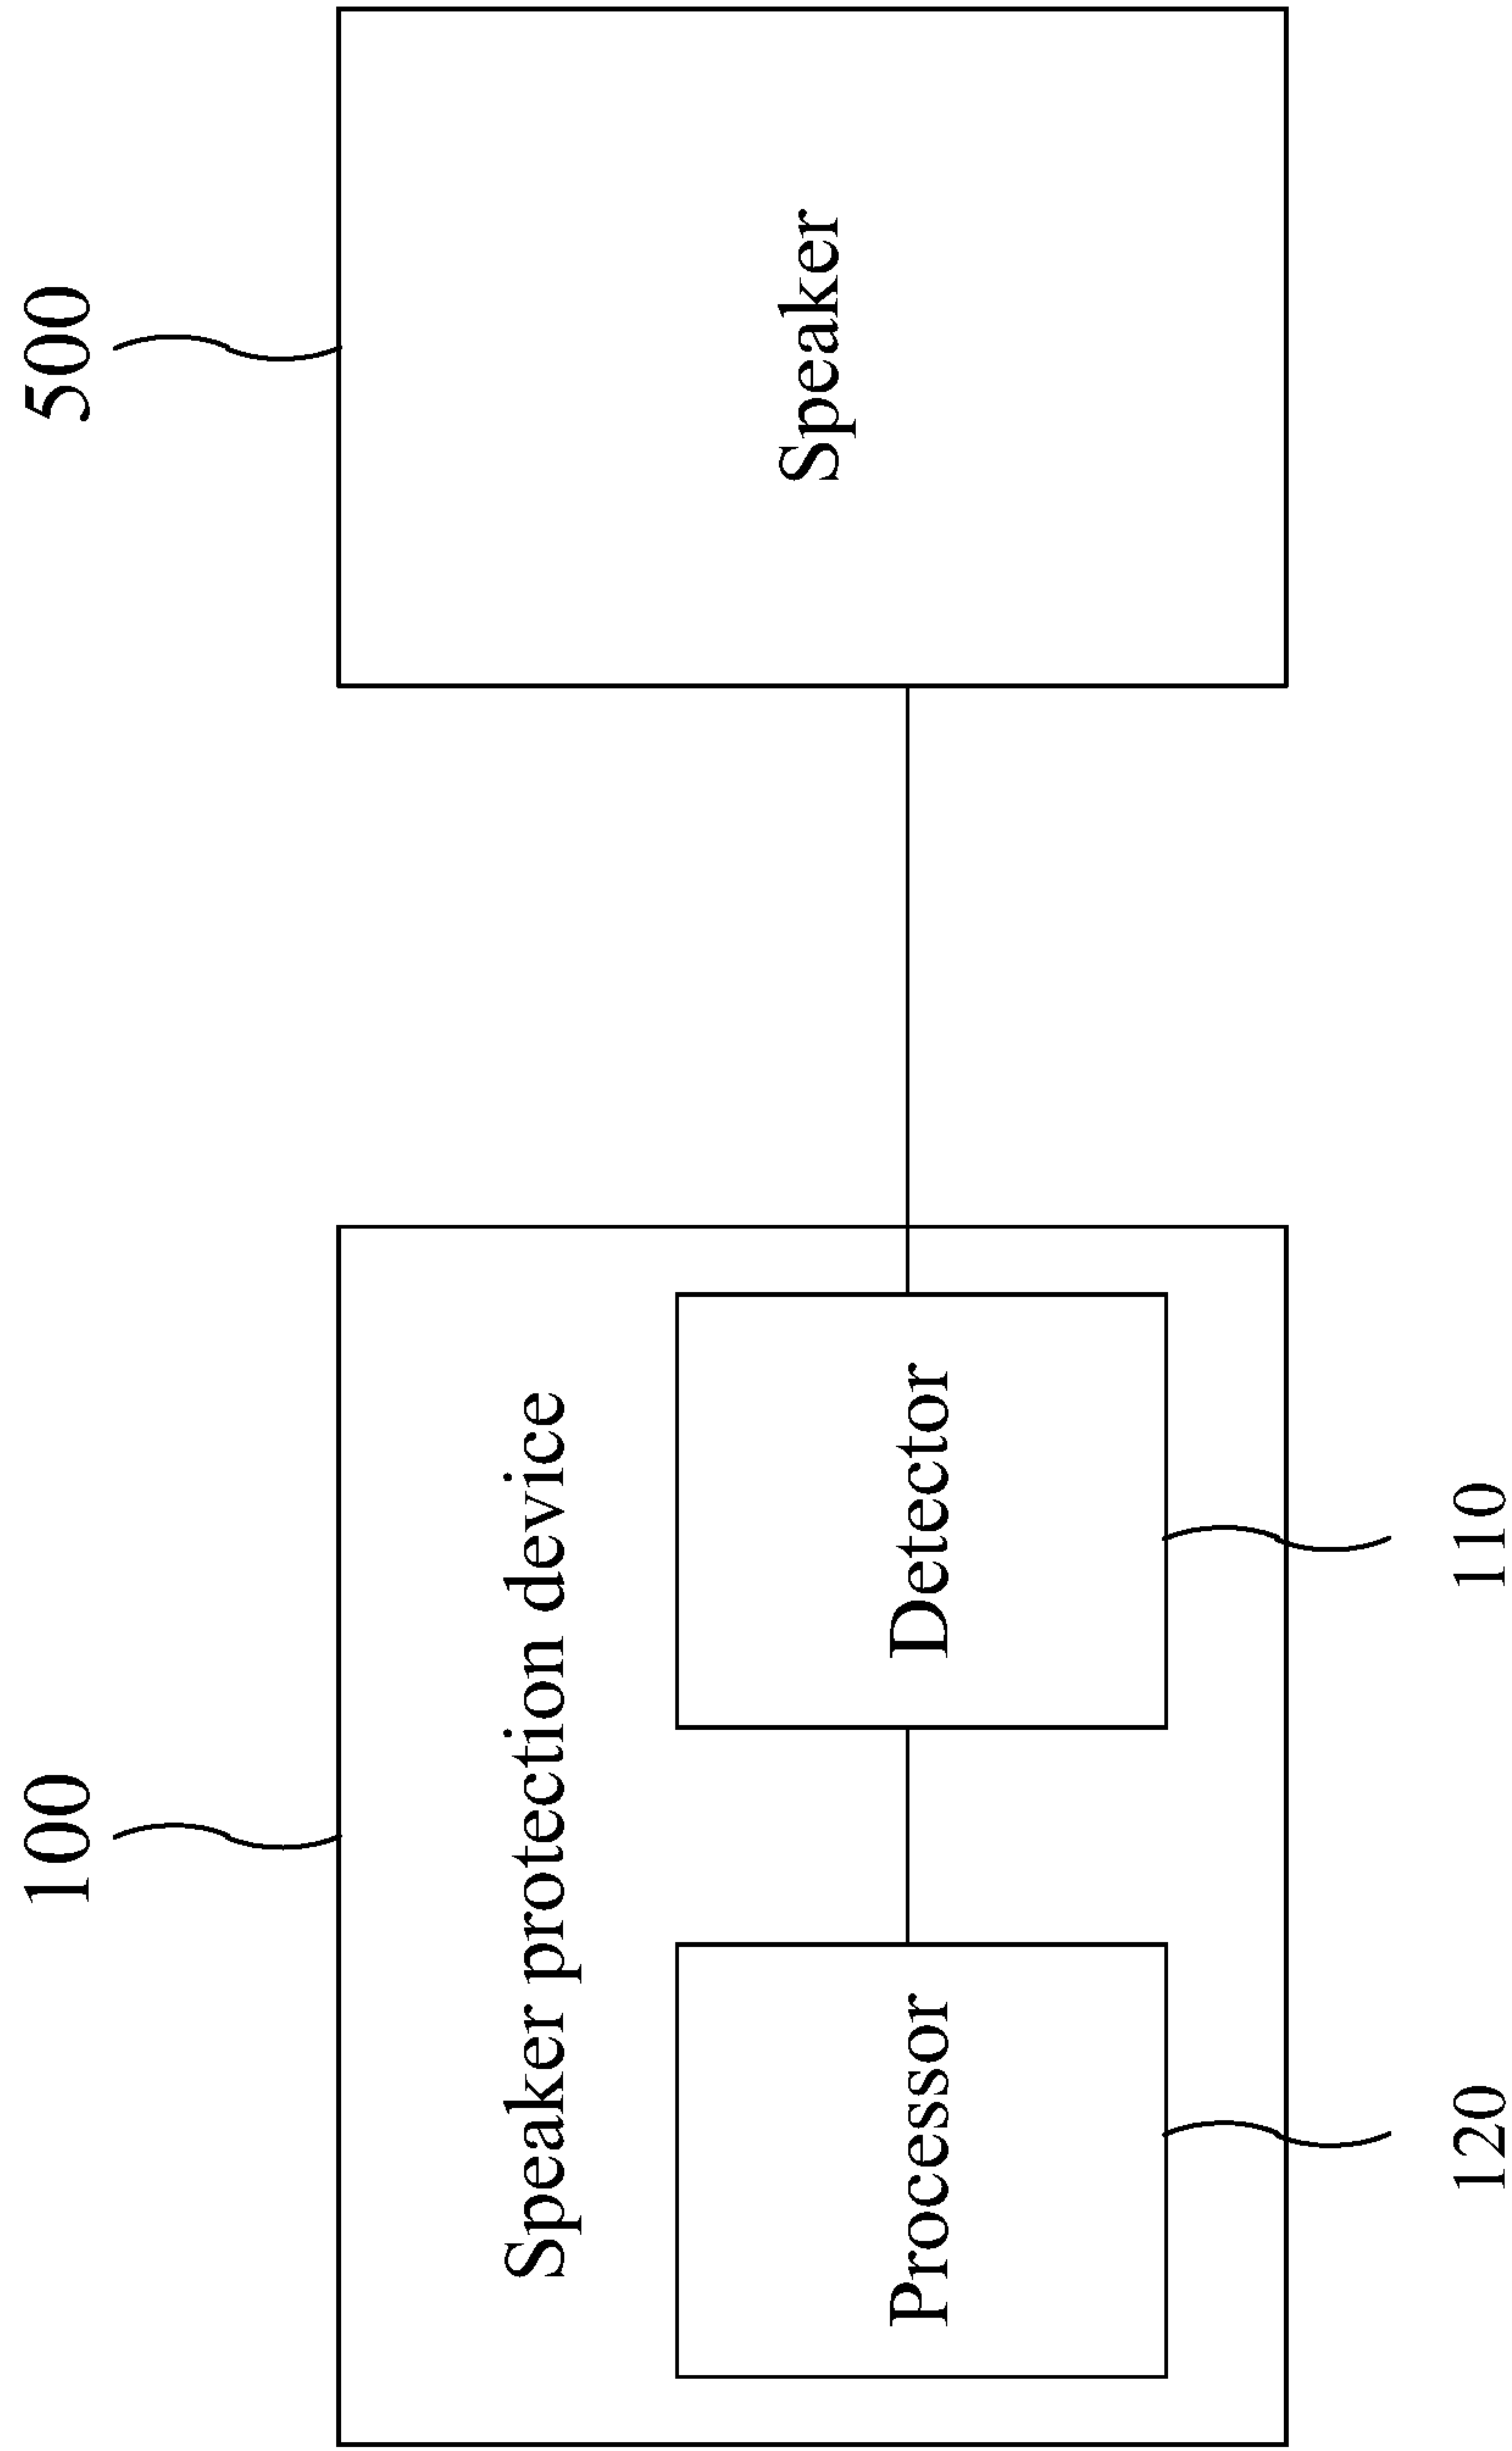 100
500
Speaker protection device
Speaker
Processor
Detector
120
110